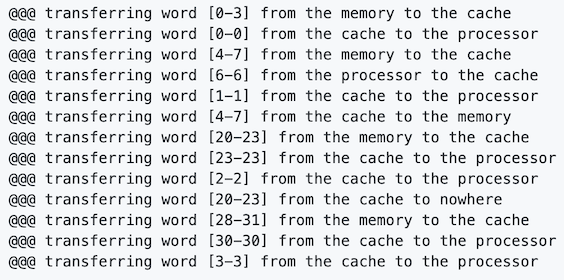 @@@ transferring word [0-3] from the memory to the cache
@@@ transferring word [0-0] from the cache to the processor
@@@ transferring word [4-7] from the memory to the cache
@@@ transferring word [6-6] from the processor to the cache
@@@ transferring word [1-1] from the cache to the processor
@@@ transferring word [4-7] from the cache to the memory
@@@ transferring word [20-23] from the memory to the cache
@@@ transferring word [23-23] from the cache to the processor
@@@ transferring word [2-2] from the cache to the processor
@@@ transferring word [20-23] from the cache to nowhere
@@@ transferring word [28-31] from the memory to the cache
@@@ transferring word [30-30] from the cache to the processor
@@@ transferring word [3-3] from the cache to the processor